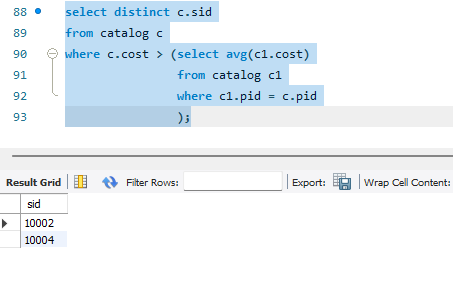 88 select distinct c.sid
89 from catalog c
90 where c.cost > (select avg(c1.cost)
91 from catalog c1
92 where c1.pid = c.pid
93 );
Result Grid Filter Rows: Export: Wrap Cell Content:
sid
10002
10004